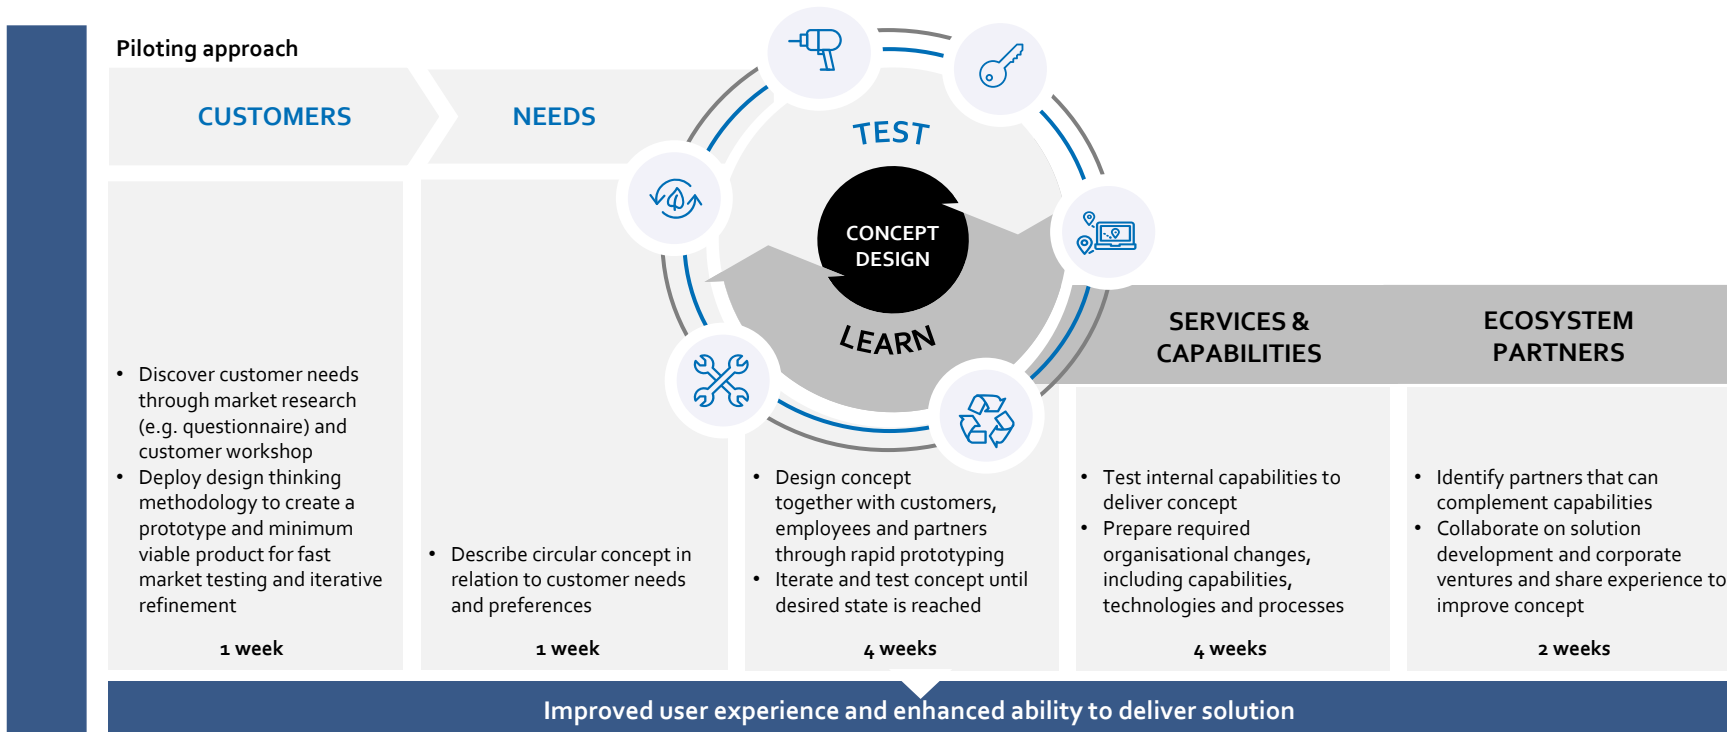 Piloting approach
CUSTOMERS
NEEDS
TEST
CONCEPT
DESIGN
LEARN
SERVICES &
CAPABILITIES
ECOSYSTEM
PARTNERS
• Discover customer needs
through market research
(e.g. questionnaire) and
customer workshop
• Deploy design thinking
methodology to create a
prototype and minimum
viable product for fast
market testing and iterative
refinement
1 week
• Describe circular concept in
relation to customer needs
and preferences
1 week
• Design concept
together with customers,
employees and partners
through rapid prototyping
• Iterate and test concept until
desired state is reached
4 weeks
• Test internal capabilities to
deliver concept
• Prepare required
organisational changes,
including capabilities,
technologies and processes
4 weeks
• Identify partners that can
complement capabilities
• Collaborate on solution
development and corporate
ventures and share experience to
improve concept
2 weeks
Improved user experience and enhanced ability to deliver solution